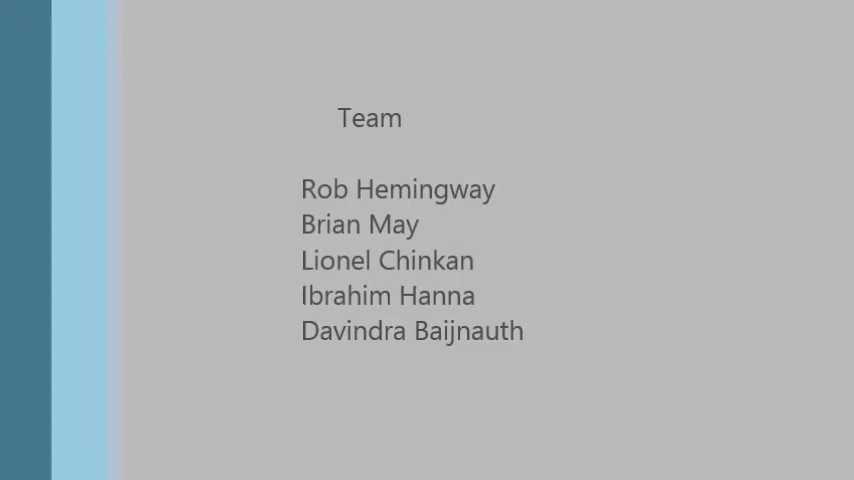 Team
Rob Hemingway
Brian May
Lionel Chinkan
Ibrahim Hanna
Davindra Baijnauth